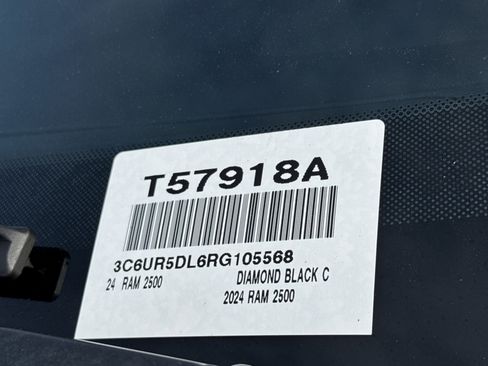 T57918A
3C6UR5DL6RG105568
24 RAM 2500 DIAMOND BLACK C
2024 RAM 2500